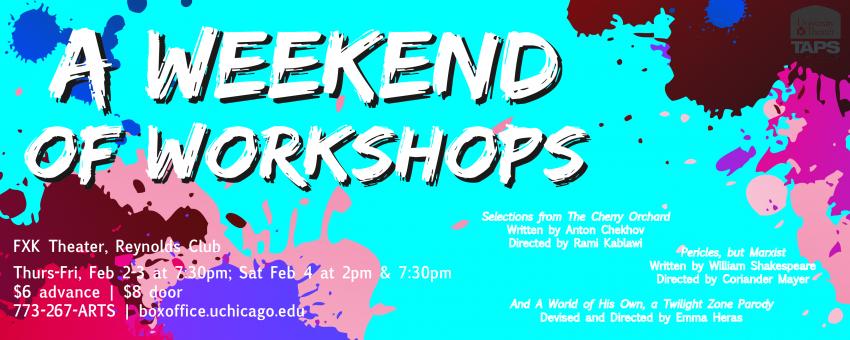 A WEEKEND
OF WORKSHOPS
University
Theater
TAPS
FXK Theater, Reynolds Club
Thurs-Fri, Feb 2-3 at 7:30pm; Sat Feb 4 at 2pm & 7:30pm
$6 advance | $8 door
773-267-ARTS | boxoffice.uchicago.edu
Selections from The Cherry Orchard
Written by Anton Chekhov
Directed by Rami Kablawi
Pericles, but Marxist
Written by William Shakespeare
Directed by Coriander Mayer
And A World of His Own, a Twilight Zone Parody
Devised and Directed by Emma Heras